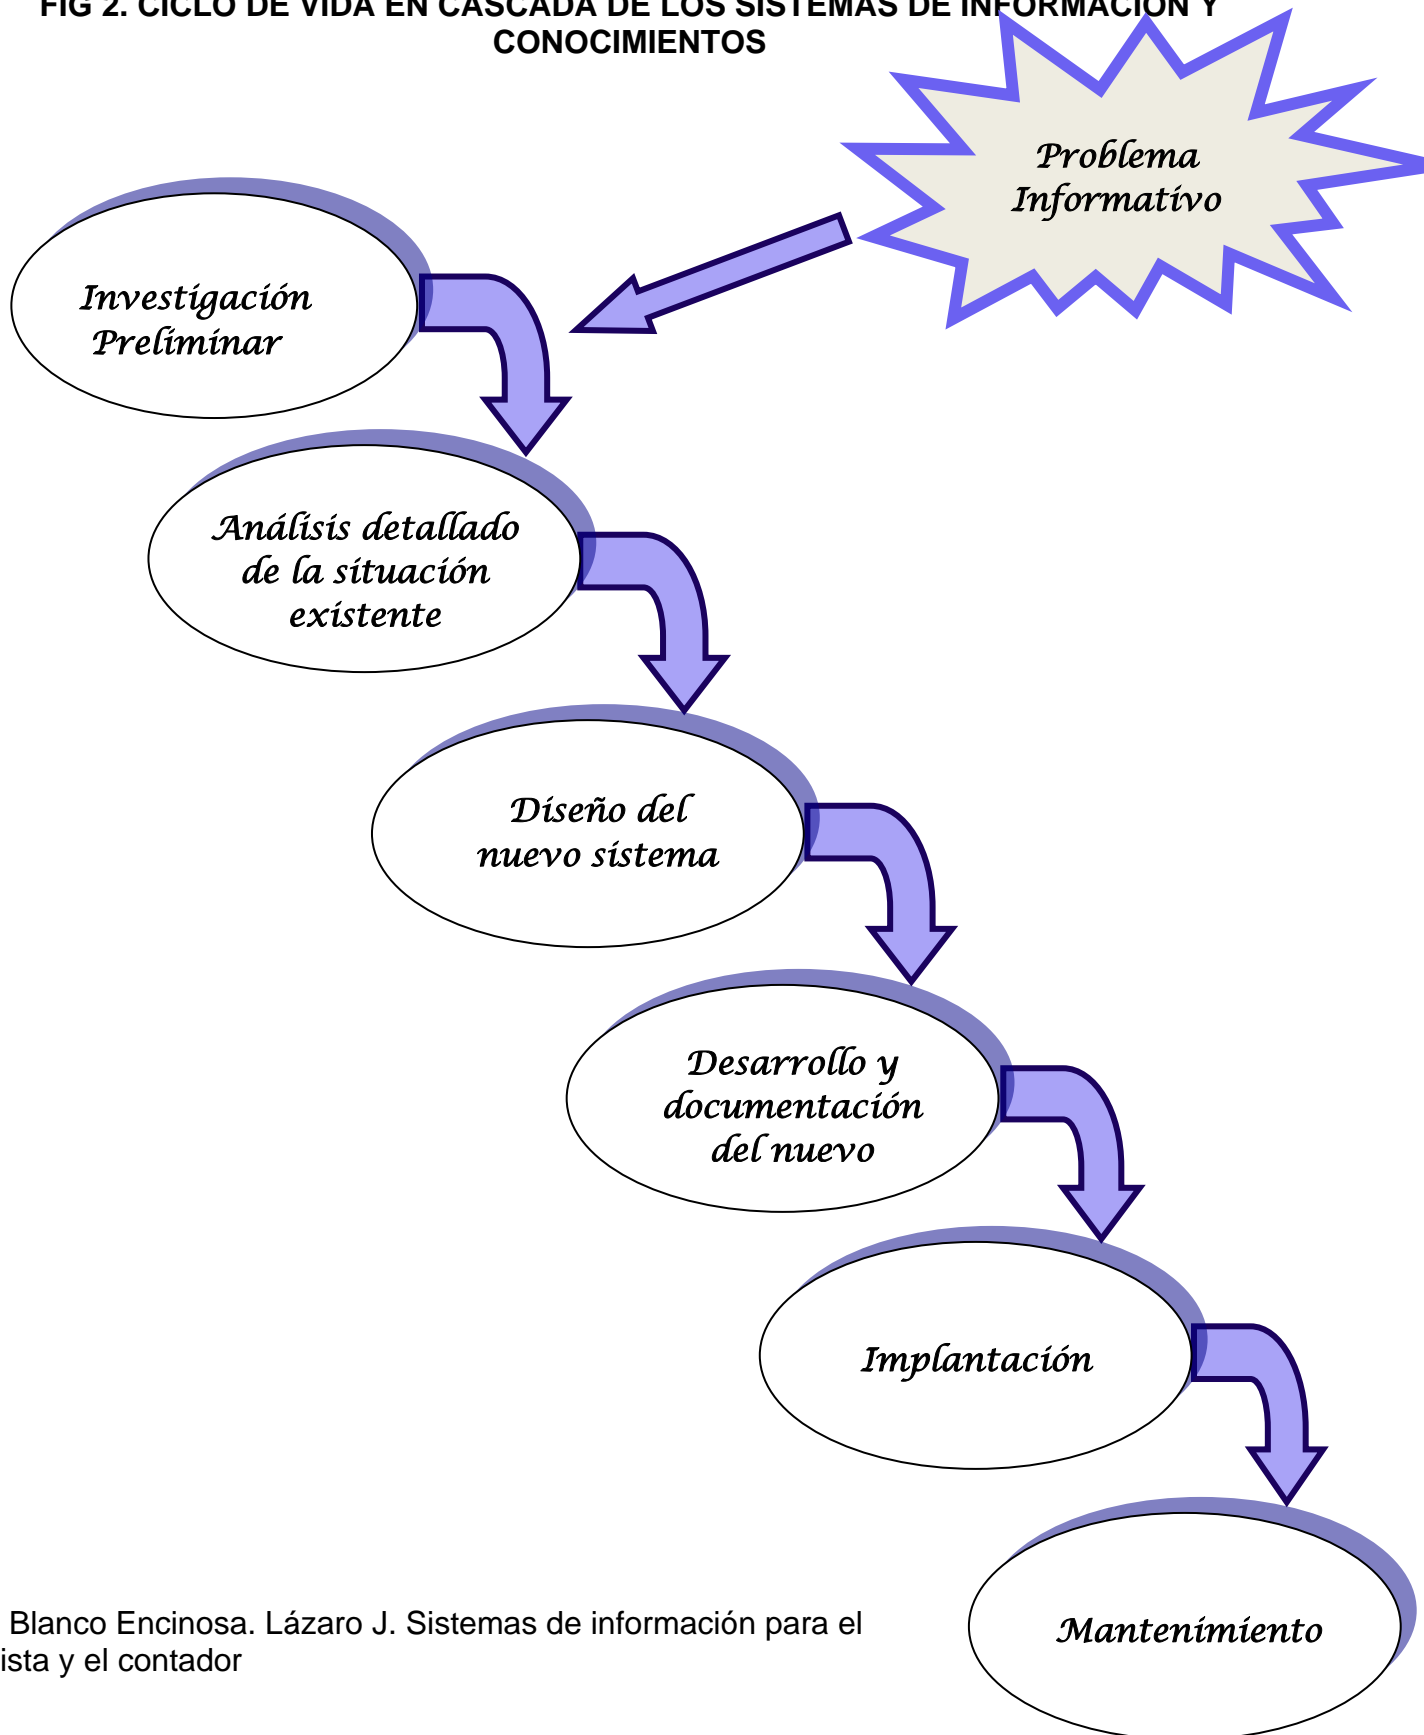 FIG 2. CICLO DE VIDA EN CASCADA DE LOS SISTEMAS DE INFORMACIÓN Y
CONOCIMIENTOS
Problema
Informativo
Investigación
Preliminar
Análisis detallado
de la situación
existente
Diseño del
nuevo sistema
Desarrollo y
documentación
del nuevo
Implantación
Mantenimiento
Blanco Encinosa. Lázaro J. Sistemas de información para el
ista y el contador